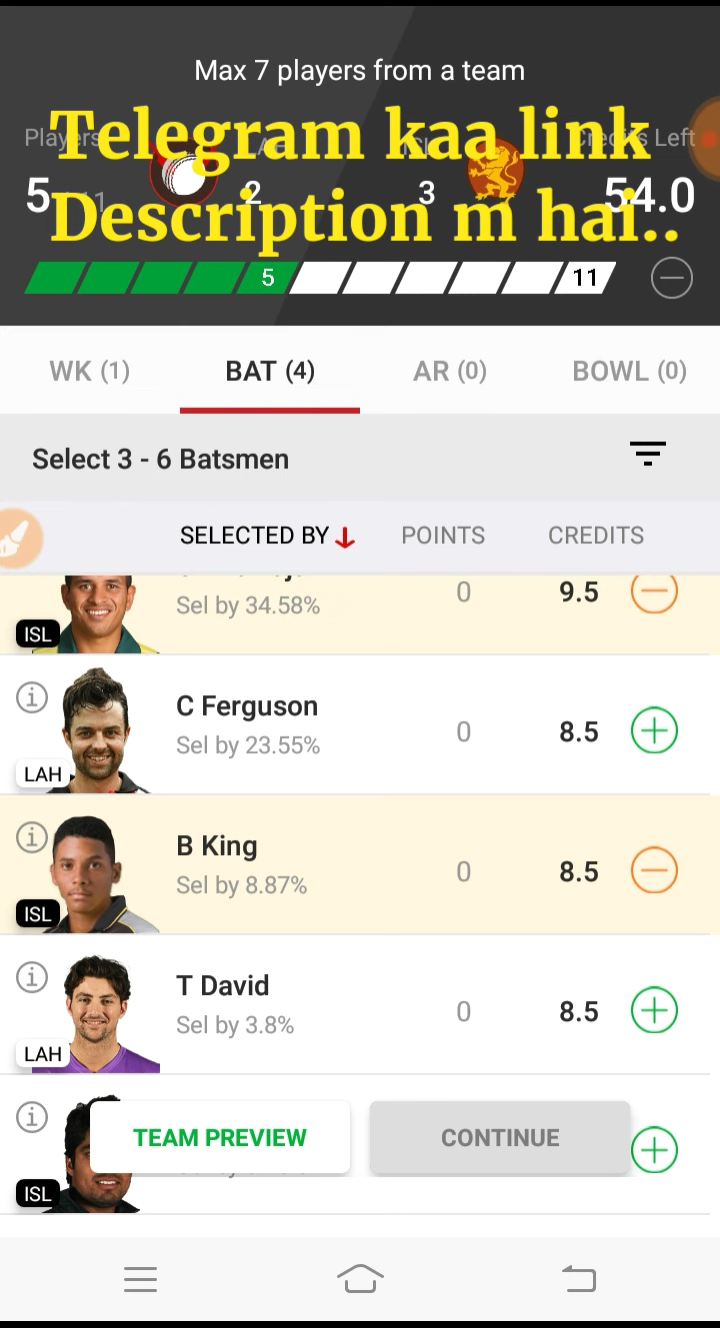 Max 7 players from a team
Telegram kaa link
Players
Credits Left
5
11
2
3
54.0
Description m hai..
5
11
WK (1)
BAT (4)
AR (0)
BOWL (0)
Select 3 - 6 Batsmen
SELECTED BY
POINTS
CREDITS
Sel by 34.58%
0
9.5
ISL
C Ferguson
Sel by 23.55%
0
8.5
LAH
B King
Sel by 8.87%
0
8.5
ISL
T David
Sel by 3.8%
0
8.5
LAH
TEAM PREVIEW
CONTINUE
ISL